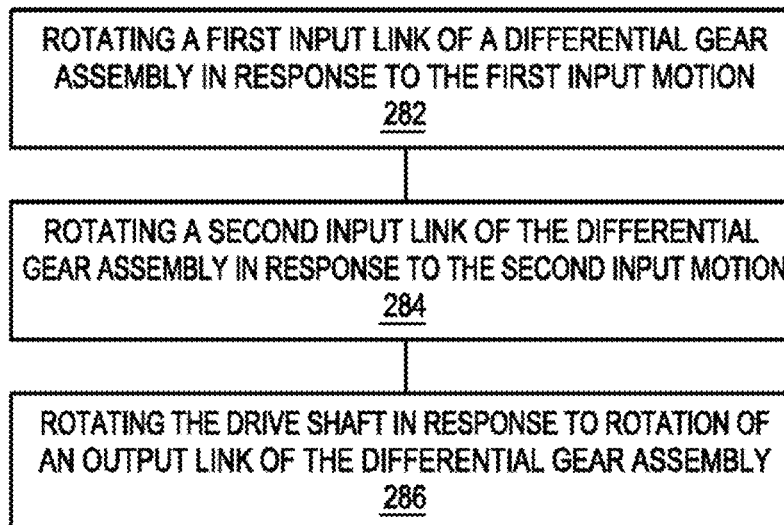 ROTATING A FIRST INPUT LINK OF A DIFFERENTIAL GEAR
ASSEMBLY IN RESPONSE TO THE FIRST INPUT MOTION
282
ROTATING A SECOND INPUT LINK OF THE DIFFERENTIAL
GEAR ASSEMBLY IN RESPONSE TO THE SECOND INPUT MOTION
284
ROTATING THE DRIVE SHAFT IN RESPONSE TO ROTATION OF
AN OUTPUT LINK OF THE DIFFERENTIAL GEAR ASSEMBLY
286